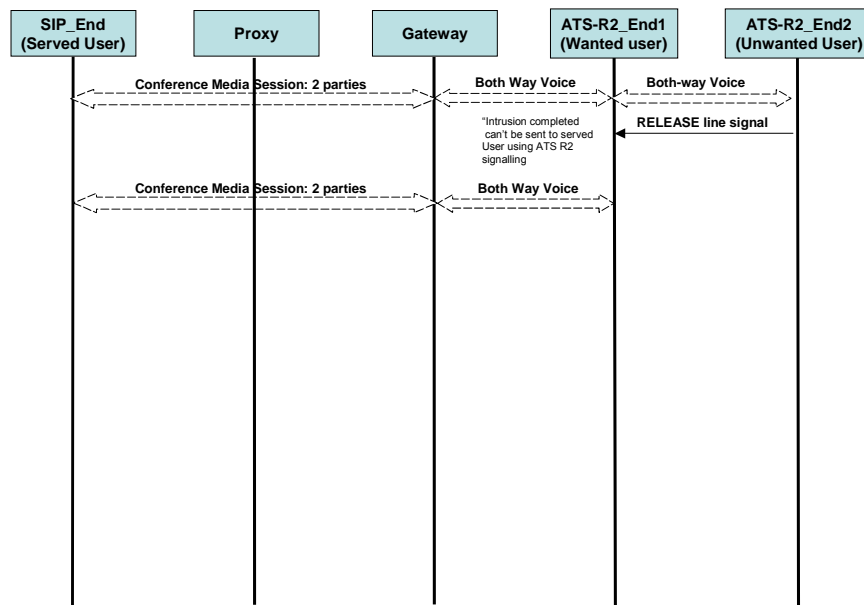 SIP_End
(Served User)
Proxy
Gateway
ATS-R2_End1
(Wanted user)
ATS-R2_End2
(Unwanted User)
Conference Media Session: 2 parties
Both Way Voice
Both-way Voice
"Intrusion completed
can't be sent to served
User using ATS R2
signalling
RELEASE line signal
Conference Media Session: 2 parties
Both Way Voice